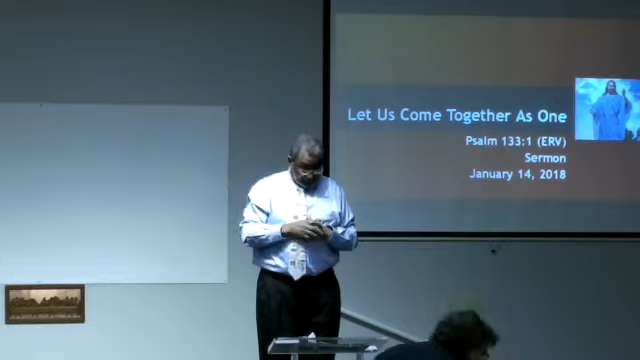 Let Us Come Together As One
Psalm 133:1 (ERV)
Sermon
January 14, 2018